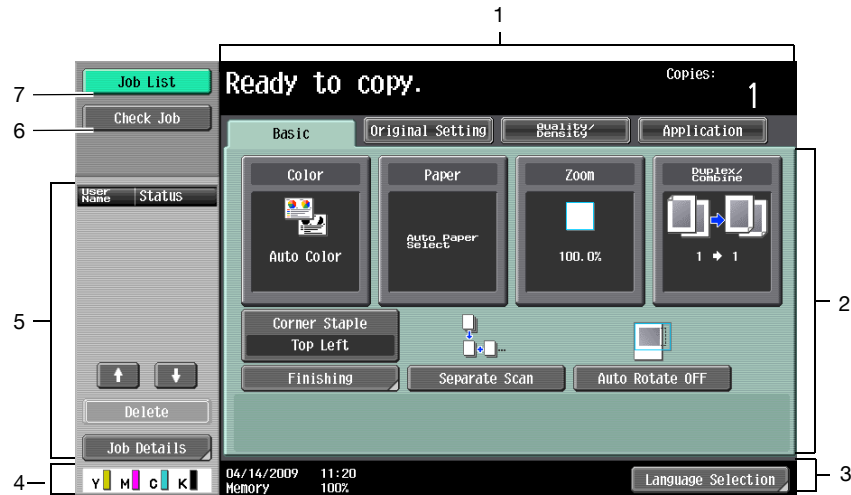 1
Job List
Ready to copy.
Copies:
1
7
Check Job
6
Basic
Original Setting
Quality/
Density
Application
Color
Paper
Zoom
Duplex/
Combine
User
Name
Status
Auto Color
Auto Paper
Select
100.0%
1 → 1
5
2
Corner Staple
Top Left
Finishing
Separate Scan
Auto Rotate OFF
Delete
Job Details
4
Y M C K
04/14/2009 11:20
Memory 100%
Language Selection
3